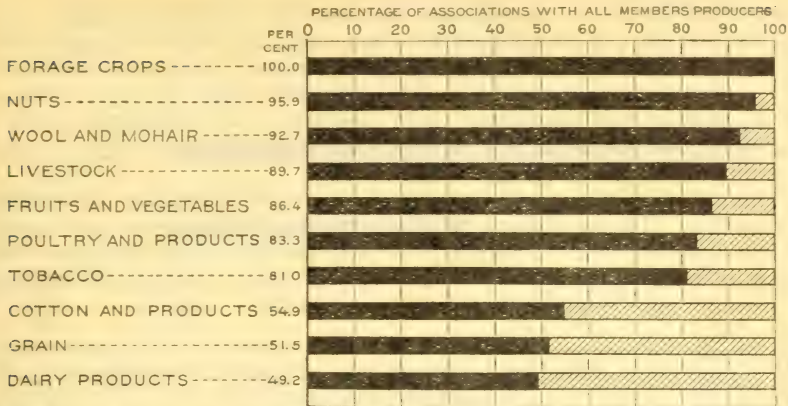 PERCENTAGE OF ASSOCIATIONS WITH ALL MEMBERS PRODUCERS
PER CENT 0 10 20 30 40 50 60 70 80 90 100
FORAGE CROPS -------- 100.0
NUTS ------------------ 95.9
WOOL AND MOHAIR ------ 92.7
LIVESTOCK ------------- 89.7
FRUITS AND VEGETABLES 86.4
POULTRY AND PRODUCTS 83.3
TOBACCO -------------- 81.0
COTTON AND PRODUCTS 54.9
GRAIN ----------------- 51.5
DAIRY PRODUCTS ------- 49.2